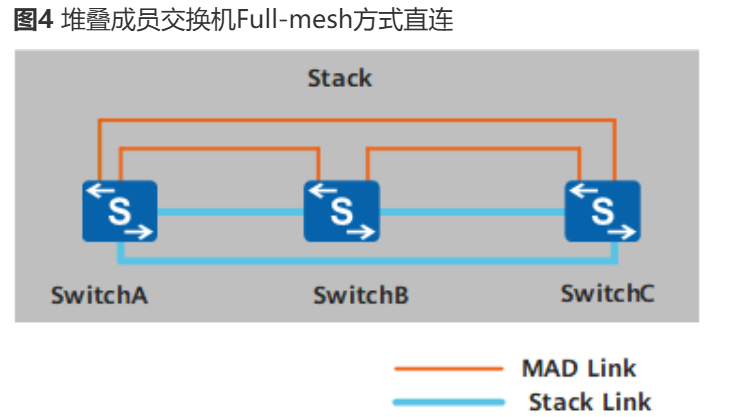 图4 堆叠成员交换机Full-mesh方式直连
Stack
S S S
SwitchA SwitchB SwitchC
MAD Link
Stack Link